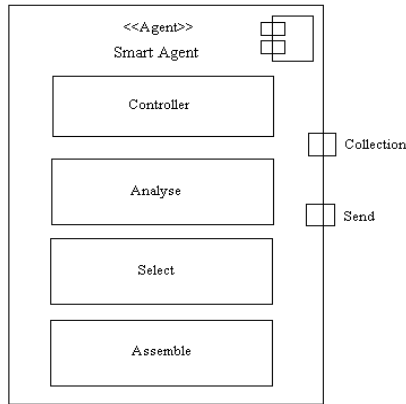 <<Agent>>
Smart Agent
Controller
Collection
Analyse
Send
Select
Assemble